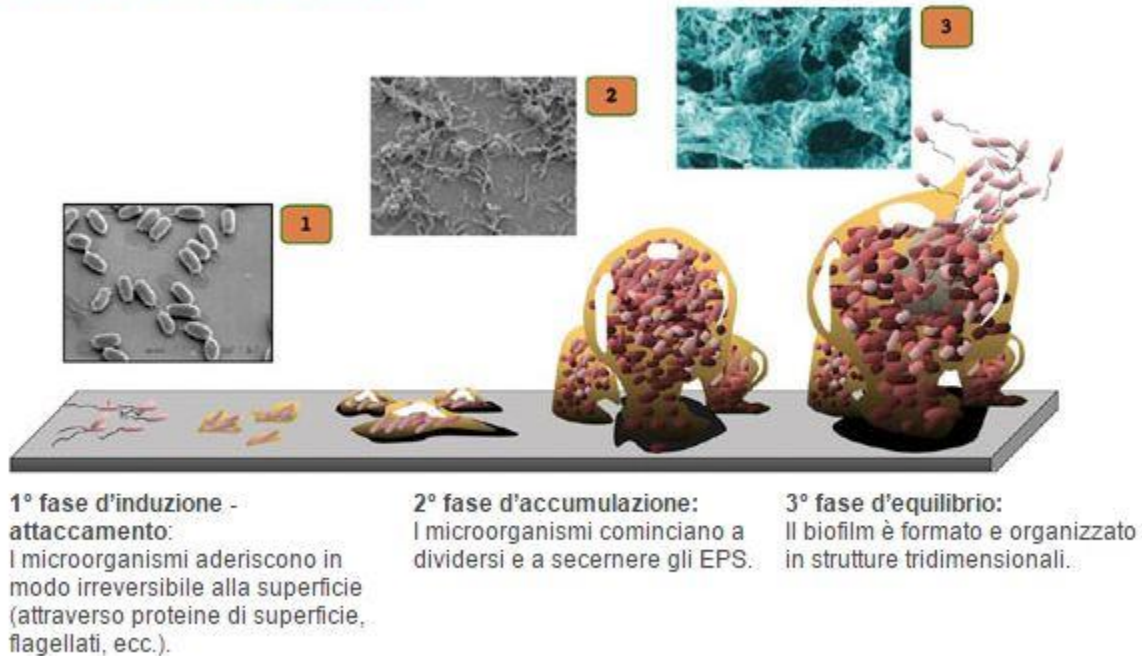 3
2
1
1° fase d'induzione -
attaccamento:
I microorganismi aderiscono in
modo irreversibile alla superficie
(attraverso proteine di superficie,
flagellati, ecc.).
2° fase d'accumulazione:
I microorganismi cominciano a
dividersi e a secernere gli EPS.
3° fase d'equilibrio:
Il biofilm è formato e organizzato
in strutture tridimensionali.